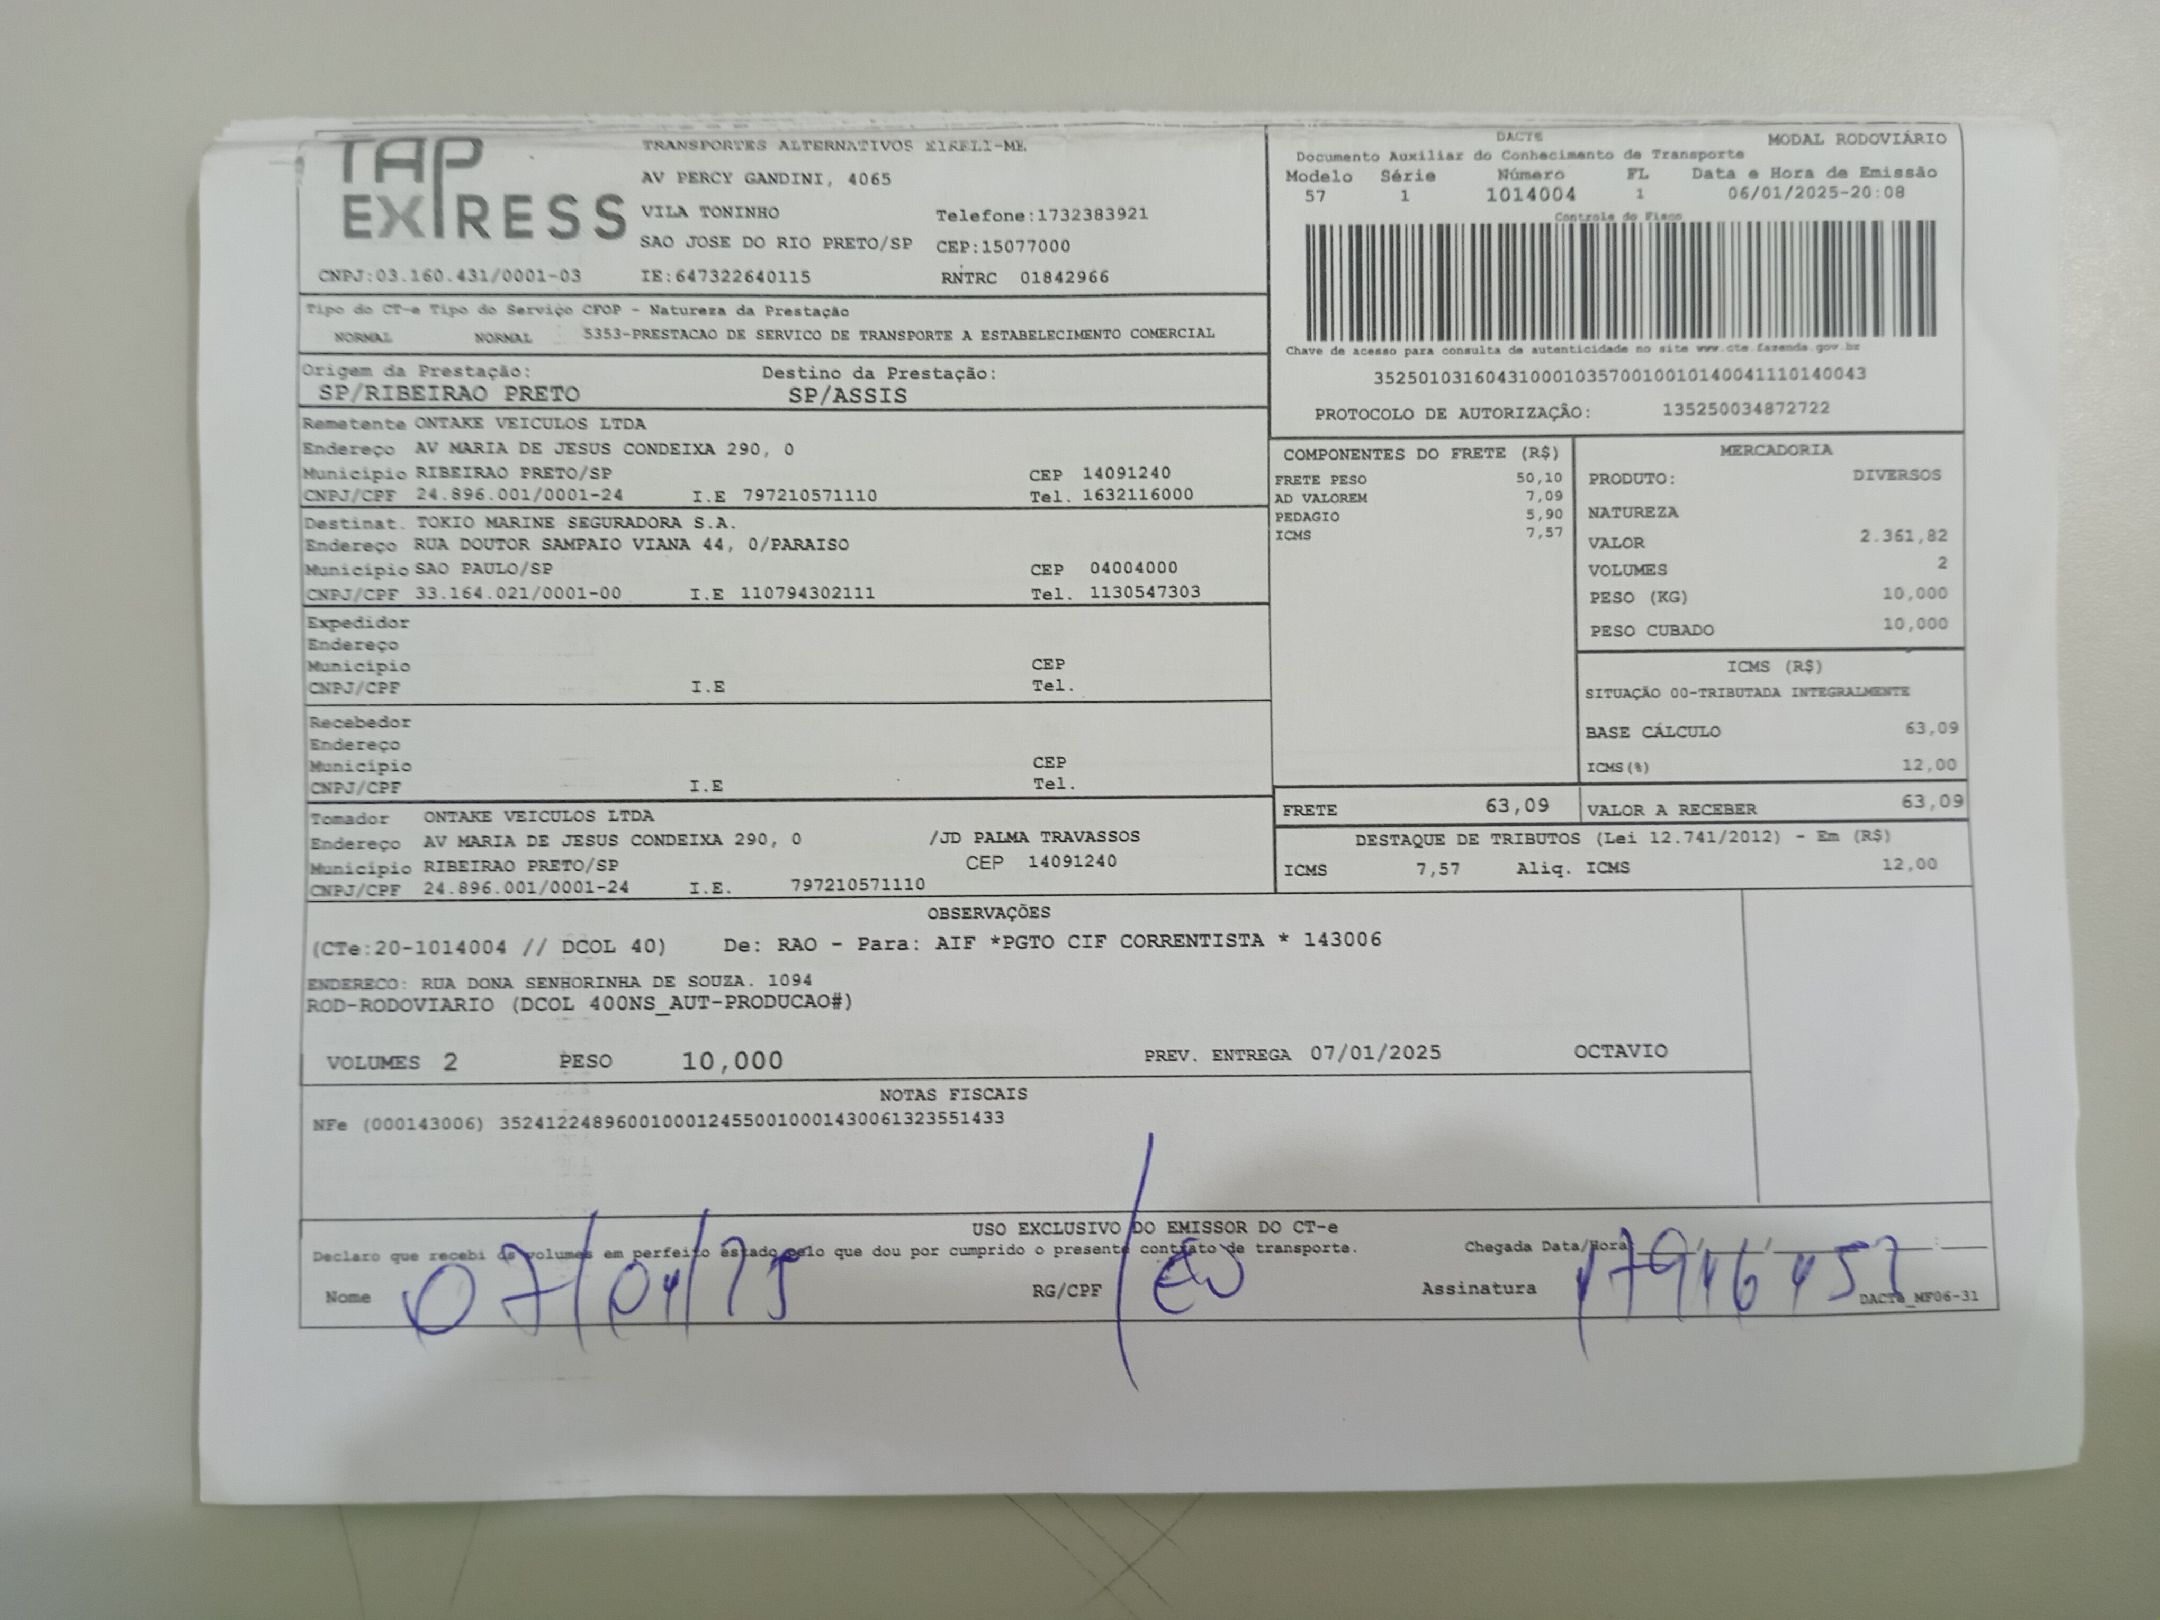 TAP EXPRESS
TRANSPORTES ALTERNATIVOS EIRELI-ME
AV PERCY GANDINI, 4065
VILA TONINHO Telefone:1732383921
SAO JOSE DO RIO PRETO/SP CEP:15077000
CNPJ:03.160.431/0001-03 IE:647322640115 RNTRC 01842966
DACTE MODAL RODOVIÁRIO
Documento Auxiliar do Conhecimento de Transporte
Modelo Série Número FL Data e Hora de Emissão
57 1 1014004 1 06/01/2025-20:08
Controle do Fisco
Chave de acesso para consulta de autenticidade no site www.cte.fazenda.gov.br
35250103160431000103570010010140041110140043
PROTOCOLO DE AUTORIZAÇÃO: 135250034872722
Tipo do CT-e Tipo do Serviço CFOP - Natureza da Prestação
NORMAL NORMAL 5353-PRESTACAO DE SERVICO DE TRANSPORTE A ESTABELECIMENTO COMERCIAL
Origem da Prestação: Destino da Prestação:
SP/RIBEIRAO PRETO SP/ASSIS
Remetente ONTAKE VEICULOS LTDA
Endereço AV MARIA DE JESUS CONDEIXA 290, 0
Município RIBEIRAO PRETO/SP CEP 14091240
CNPJ/CPF 24.896.001/0001-24 I.E 797210571110 Tel. 1632116000
Destinat. TOKIO MARINE SEGURADORA S.A.
Endereço RUA DOUTOR SAMPAIO VIANA 44, 0/PARAISO
Município SAO PAULO/SP CEP 04004000
CNPJ/CPF 33.164.021/0001-00 I.E 110794302111 Tel. 1130547303
Expedidor
Endereço
Município CEP
CNPJ/CPF I.E Tel.
Recebedor
Endereço
Município CEP
CNPJ/CPF I.E Tel.
Tomador ONTAKE VEICULOS LTDA
Endereço AV MARIA DE JESUS CONDEIXA 290, 0 /JD PALMA TRAVASSOS
Município RIBEIRAO PRETO/SP CEP 14091240
CNPJ/CPF 24.896.001/0001-24 I.E. 797210571110
COMPONENTES DO FRETE (R$)
FRETE PESO 50,10
AD VALOREM 7,09
PEDAGIO 5,90
ICMS 7,57
MERCADORIA
PRODUTO: DIVERSOS
NATUREZA
VALOR 2.361,82
VOLUMES 2
PESO (KG) 10,000
PESO CUBADO 10,000
ICMS (R$)
SITUAÇÃO 00-TRIBUTADA INTEGRALMENTE
BASE CÁLCULO 63,09
ICMS(%) 12,00
FRETE 63,09 VALOR A RECEBER 63,09
DESTAQUE DE TRIBUTOS (Lei 12.741/2012) - Em (R$)
ICMS 7,57 Aliq. ICMS 12,00
OBSERVAÇÕES
(CTe:20-1014004 // DCOL 40) De: RAO - Para: AIF *PGTO CIF CORRENTISTA * 143006
ENDERECO: RUA DONA SENHORINHA DE SOUZA. 1094
ROD-RODOVIARIO (DCOL 400NS_AUT-PRODUCAO#)
VOLUMES 2 PESO 10,000 PREV. ENTREGA 07/01/2025 OCTAVIO
NOTAS FISCAIS
NFe (000143006) 35241224896001000124550010001430061323551433
USO EXCLUSIVO DO EMISSOR DO CT-e
Declaro que recebi os volumes em perfeito estado pelo que dou por cumprido o presente contrato de transporte. Chegada Data/Hora
Nome RG/CPF Assinatura
DACTe_MF06-31